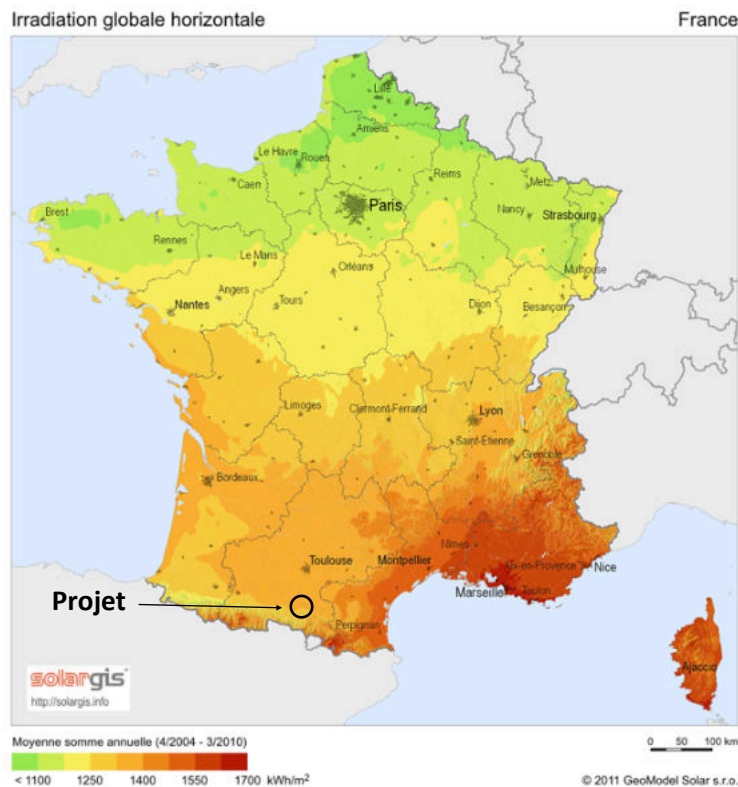 Irradiation globale horizontale
France
Lille
Amiens
Le Havre
Rouen
Caen
Reims
Metz
Paris
Nancy
Strasbourg
Brest
Rennes
Le Mans
Orléans
Mulhouse
Angers
Nantes
Tours
Dijon
Besançon
Limoges
Clermont-Ferrand
Lyon
Saint-Etienne
Grenoble
Bordeaux
Nîmes
Toulouse
Montpellier
Aix-en-Provence
Nice
Marseille
Toulon
Projet
Perpignan
Ajaccio
solargis
http://solargis.info
Moyenne somme annuelle (4/2004 - 3/2010)
0 50 100 km
< 1100 1250 1400 1550 1700 kWh/m²
© 2011 GeoModel Solar s.r.o.